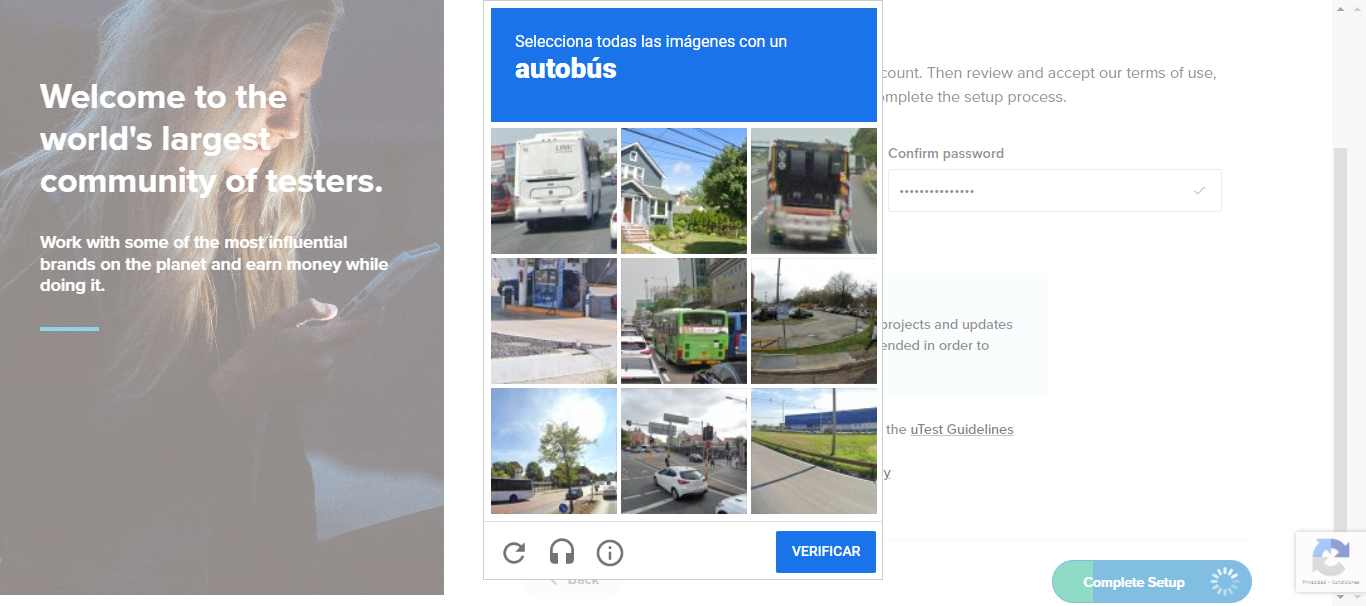 Welcome to the
world's largest
community of testers.
Work with some of the most influential
brands on the planet and earn money while
doing it.
Selecciona todas las imágenes con un
autobús
LINK
VERIFICAR
count. Then review and accept our terms of use,
mplete the setup process.
Confirm password
projects and updates
ended in order to
the uTest Guidelines
y
Back
Complete Setup
Privacidad - Condiciones